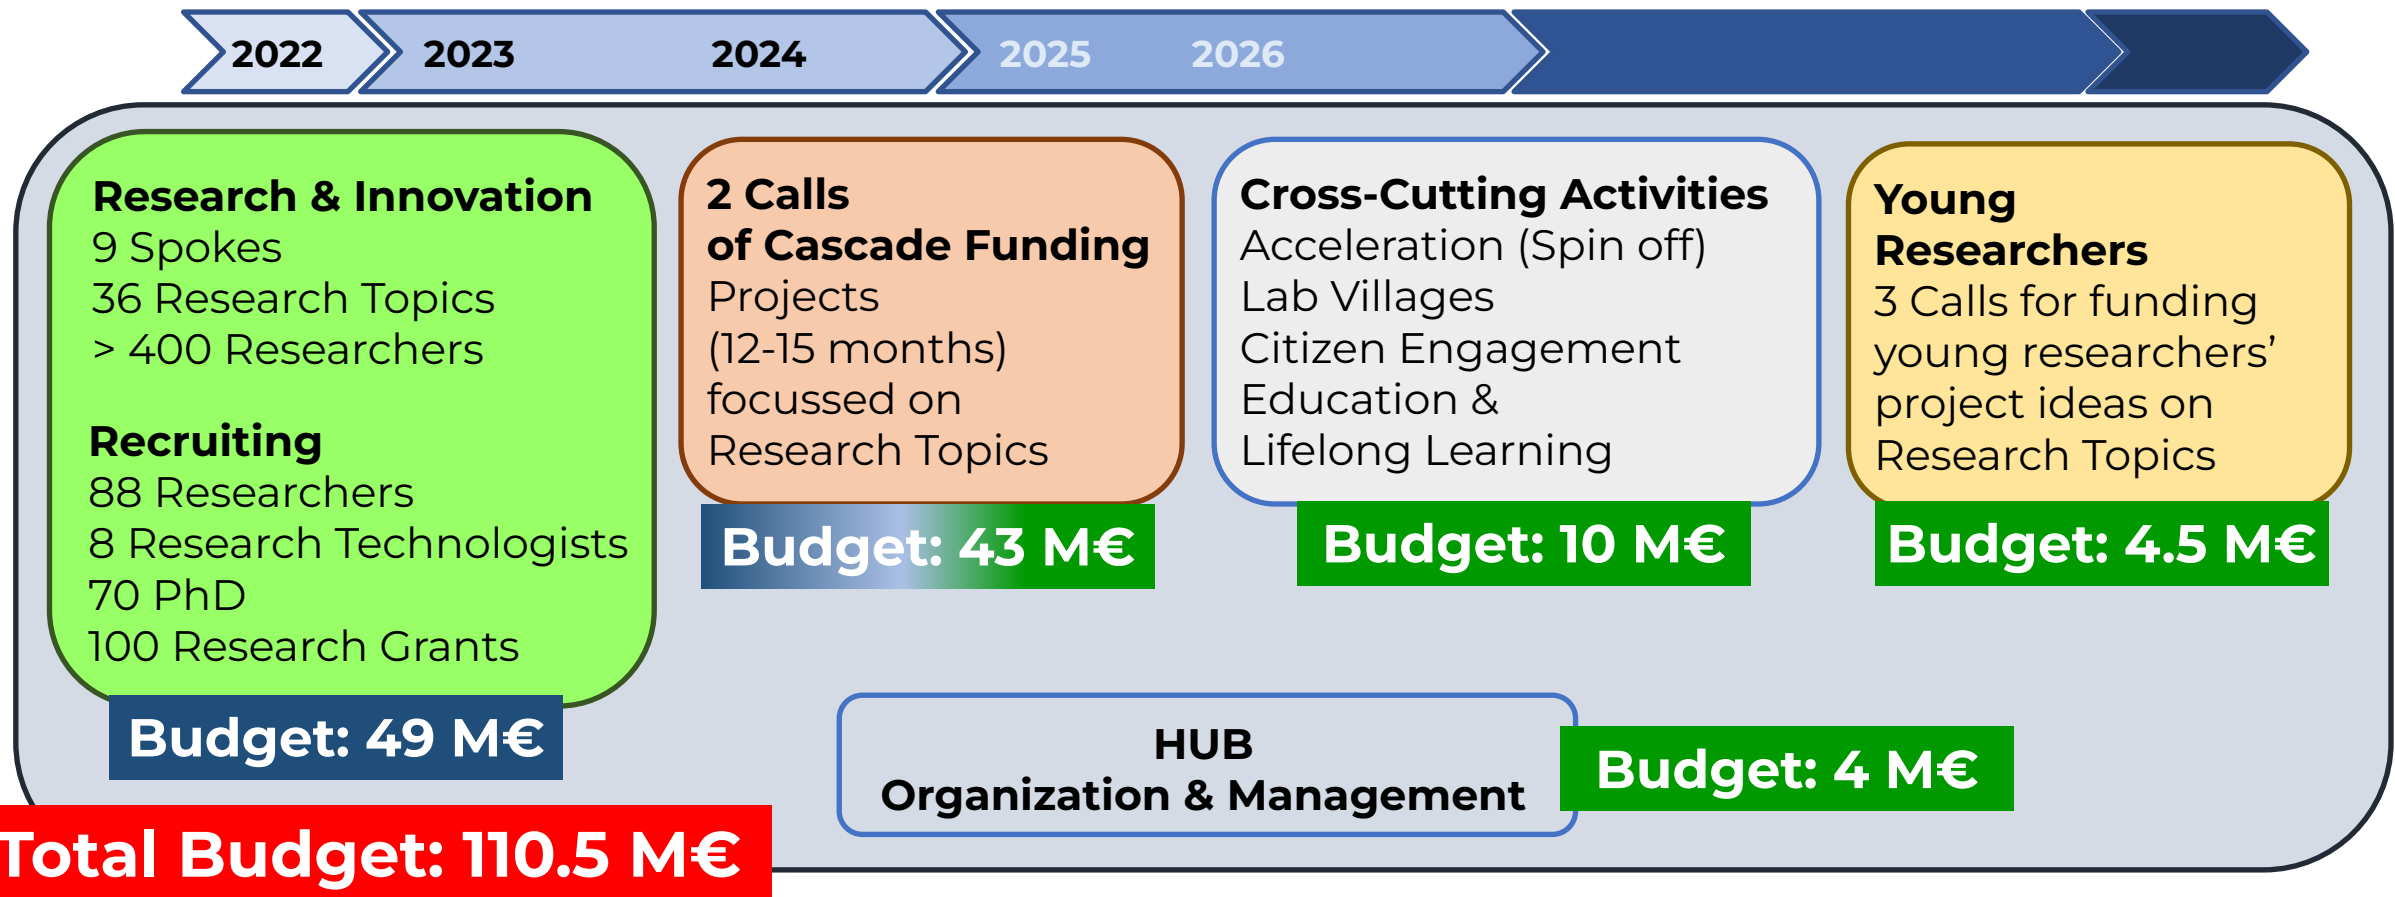 2022 2023 2024 2025 2026
Research & Innovation
9 Spokes
36 Research Topics
> 400 Researchers
Recruiting
88 Researchers
8 Research Technologists
70 PhD
100 Research Grants
Budget: 49 M€
2 Calls
of Cascade Funding
Projects
(12-15 months)
focussed on
Research Topics
Budget: 43 M€
Cross-Cutting Activities
Acceleration (Spin off)
Lab Villages
Citizen Engagement
Education &
Lifelong Learning
Budget: 10 M€
Young
Researchers
3 Calls for funding
young researchers’
project ideas on
Research Topics
Budget: 4.5 M€
HUB
Organization & Management
Budget: 4 M€
Total Budget: 110.5 M€